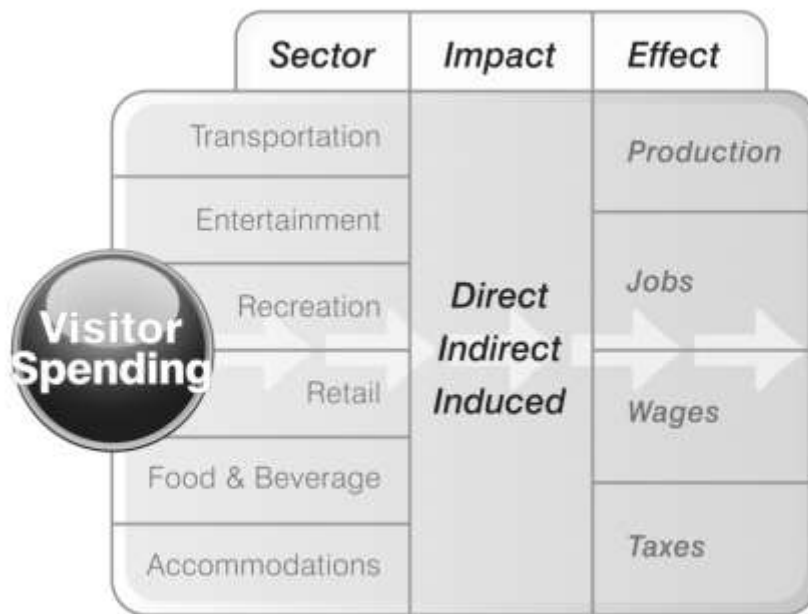 Sector Impact Effect
Transportation
Entertainment
Recreation
Retail
Food & Beverage
Accommodations
Visitor
Spending
Direct
Indirect
Induced
Production
Jobs
Wages
Taxes